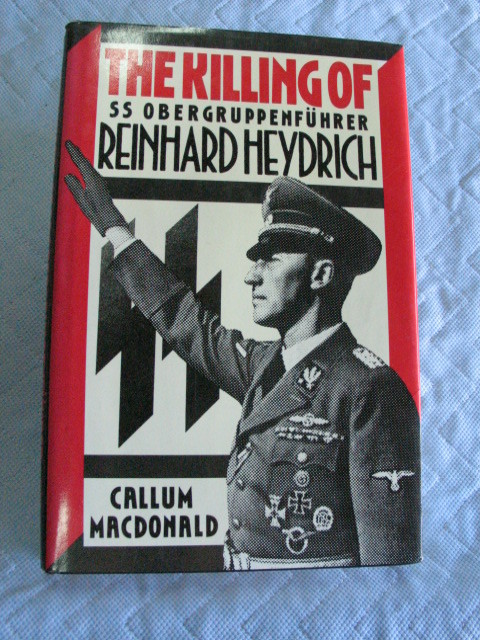 THE KILLING OF
SS OBERGRUPPENFÜHRER
REINHARD HEYDRICH
CALLUM
MACDONALD